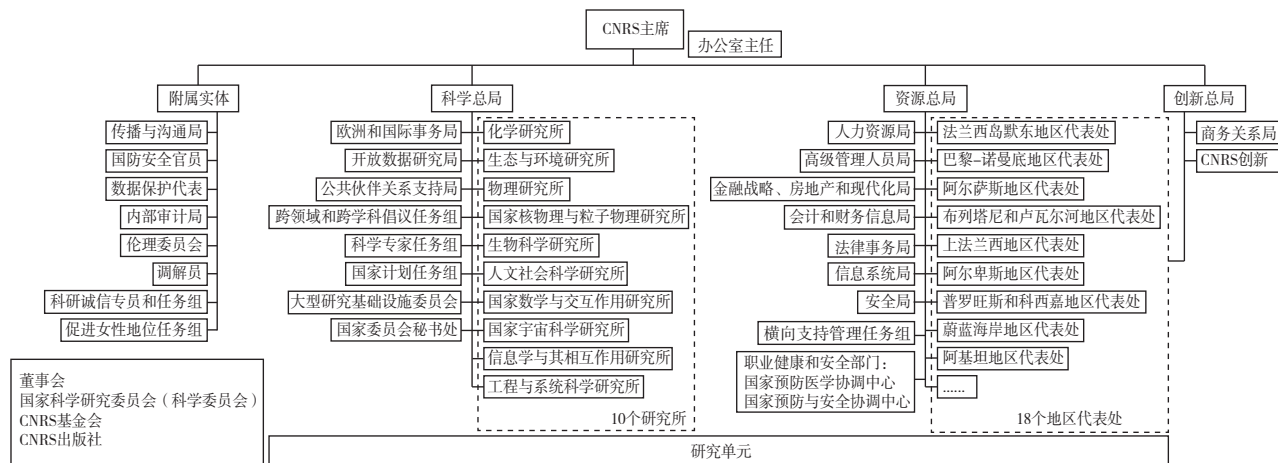 CNRS主席
办公室主任
附属实体
传播与沟通局
国防安全官员
数据保护代表
内部审计局
伦理委员会
调解员
科研诚信专员和任务组
促进女性地位任务组
董事会
国家科学研究委员会(科学委员会)
CNRS基金会
CNRS出版社
科学总局
欧洲和国际事务局
开放数据研究局
公共伙伴关系支持局
跨领域和跨学科倡议任务组
科学专家任务组
国家计划任务组
大型研究基础设施委员会
国家委员会秘书处
化学研究所
生态与环境研究所
物理研究所
国家核物理与粒子物理研究所
生物科学研究所
人文社会科学研究所
国家数学与交互作用研究所
国家宇宙科学研究所
信息学与其相互作用研究所
工程与系统科学研究所
10个研究所
资源总局
人力资源局
高级管理人员局
金融战略、房地产和现代化局
会计和财务信息局
法律事务局
信息系统局
安全局
横向支持管理任务组
职业健康和安全部门:
国家预防医学协调中心
国家预防与安全协调中心
法兰西岛默东地区代表处
巴黎-诺曼底地区代表处
阿尔萨斯地区代表处
布列塔尼和卢瓦尔河地区代表处
上法兰西地区代表处
阿尔卑斯地区代表处
普罗旺斯和科西嘉地区代表处
蔚蓝海岸地区代表处
阿基坦地区代表处
......
18个地区代表处
创新总局
商务关系局
CNRS创新
研究单元